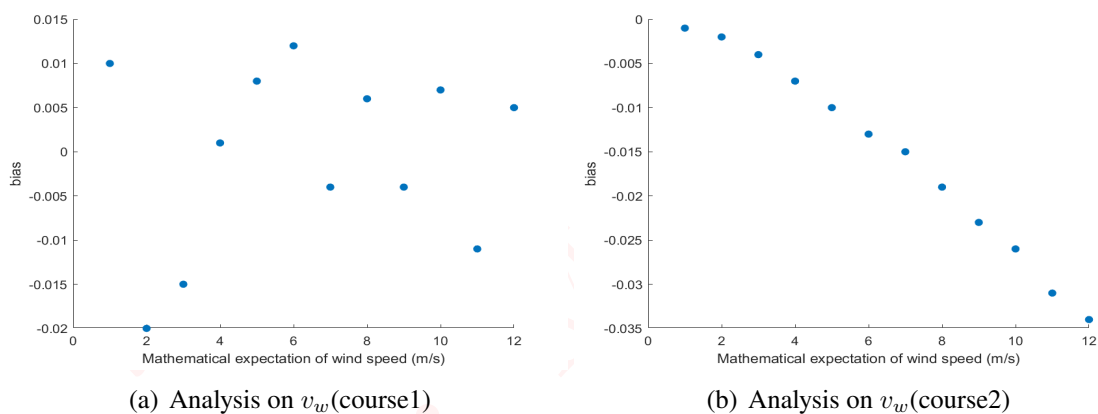 0.015
0.01
0.005
0
-0.005
-0.01
-0.015
-0.02
bias
0 2 4 6 8 10 12
Mathematical expectation of wind speed (m/s)
(a) Analysis on v_w(course1)
0
-0.005
-0.01
-0.015
-0.02
-0.025
-0.03
-0.035
bias
0 2 4 6 8 10 12
Mathematical expectation of wind speed (m/s)
(b) Analysis on v_w(course2)